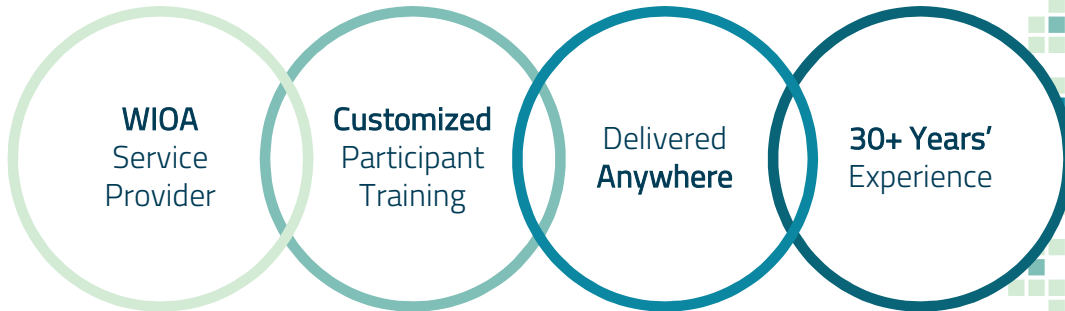 WIOA
Service
Provider
Customized
Participant
Training
Delivered
Anywhere
30+ Years’
Experience